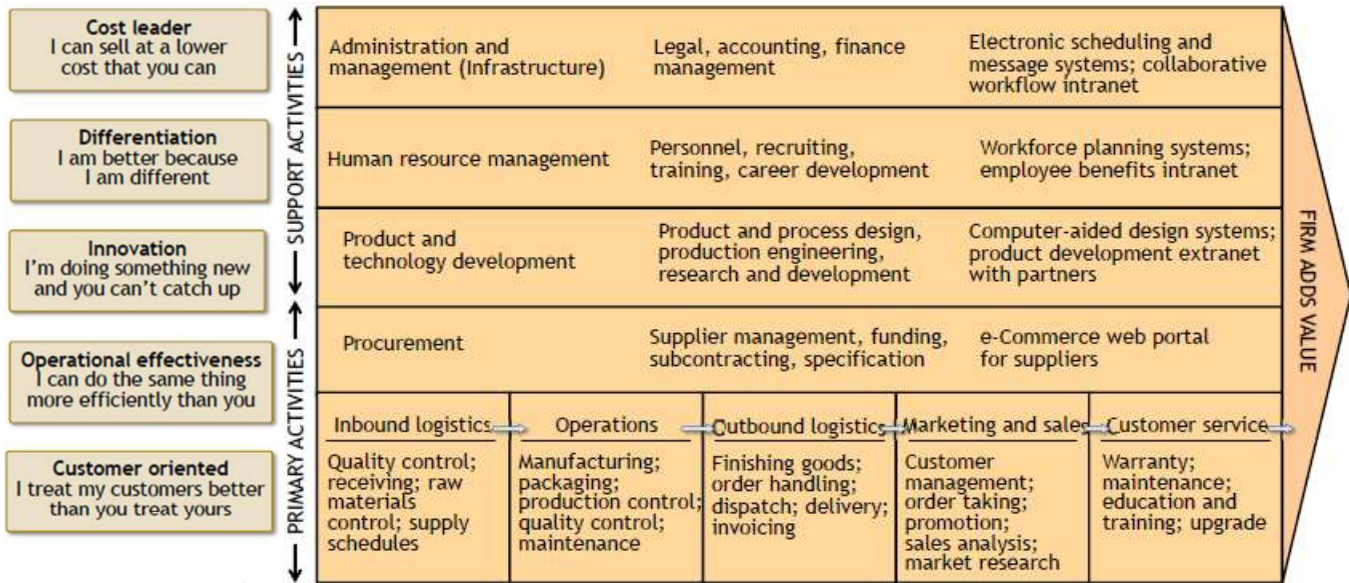 Cost leader
I can sell at a lower
cost that you can
Differentiation
I am better because
I am different
Innovation
I'm doing something new
and you can't catch up
Operational effectiveness
I can do the same thing
more efficiently than you
Customer oriented
I treat my customers better
than you treat yours
SUPPORT ACTIVITIES
PRIMARY ACTIVITIES
Administration and
management (Infrastructure)
Legal, accounting, finance
management
Electronic scheduling and
message systems; collaborative
workflow intranet
Human resource management
Personnel, recruiting,
training, career development
Workforce planning systems;
employee benefits intranet
Product and
technology development
Product and process design,
production engineering,
research and development
Computer-aided design systems;
product development extranet
with partners
Procurement
Supplier management, funding,
subcontracting, specification
e-Commerce web portal
for suppliers
Inbound logistics
Quality control;
receiving; raw
materials
control; supply
schedules
Operations
Manufacturing;
packaging;
production control;
quality control;
maintenance
Outbound logistics
Finishing goods;
order handling;
dispatch; delivery;
invoicing
Marketing and sales
Customer
management;
order taking;
promotion;
sales analysis;
market research
Customer service
Warranty;
maintenance;
education and
training; upgrade
FIRM ADDS VALUE